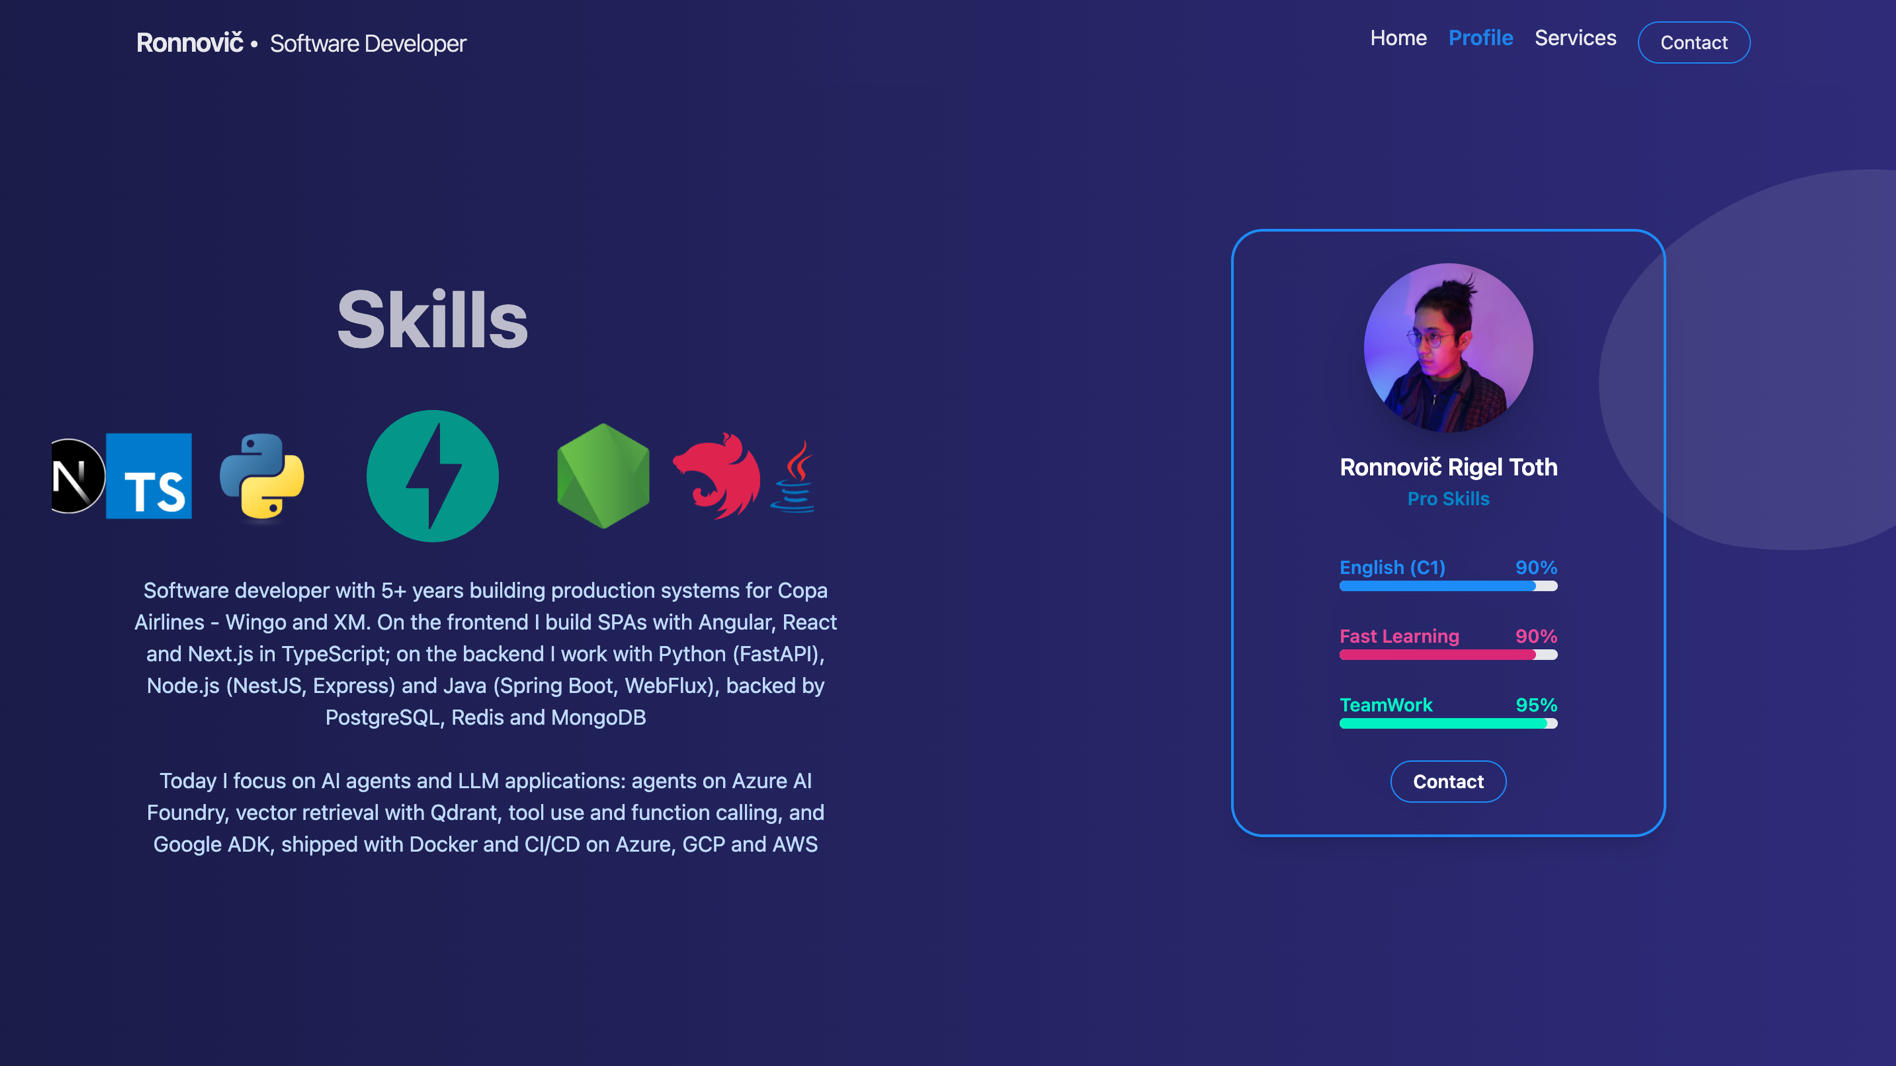 Ronnovič • Software Developer
Home Profile Services Contact
Skills
N
TS
Software developer with 5+ years building production systems for Copa
Airlines - Wingo and XM. On the frontend I build SPAs with Angular, React
and Next.js in TypeScript; on the backend I work with Python (FastAPI),
Node.js (NestJS, Express) and Java (Spring Boot, WebFlux), backed by
PostgreSQL, Redis and MongoDB
Today I focus on AI agents and LLM applications: agents on Azure AI
Foundry, vector retrieval with Qdrant, tool use and function calling, and
Google ADK, shipped with Docker and CI/CD on Azure, GCP and AWS
Ronnovič Rigel Toth
Pro Skills
English (C1) 90%
Fast Learning 90%
TeamWork 95%
Contact